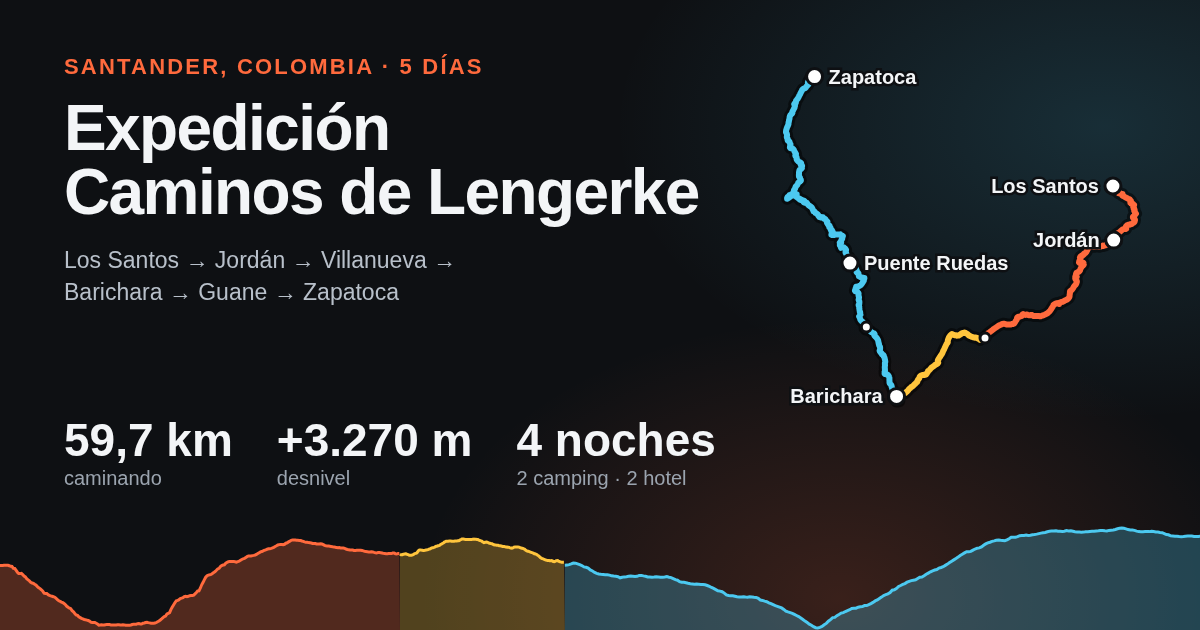 SANTANDER, COLOMBIA · 5 DÍAS
Expedición
Caminos de Lengerke
Los Santos → Jordán → Villanueva →
Barichara → Guane → Zapatoca
Zapatoca
Los Santos
Jordán
Puente Ruedas
Barichara
59,7 km
caminando
+3.270 m
desnivel
4 noches
2 camping · 2 hotel